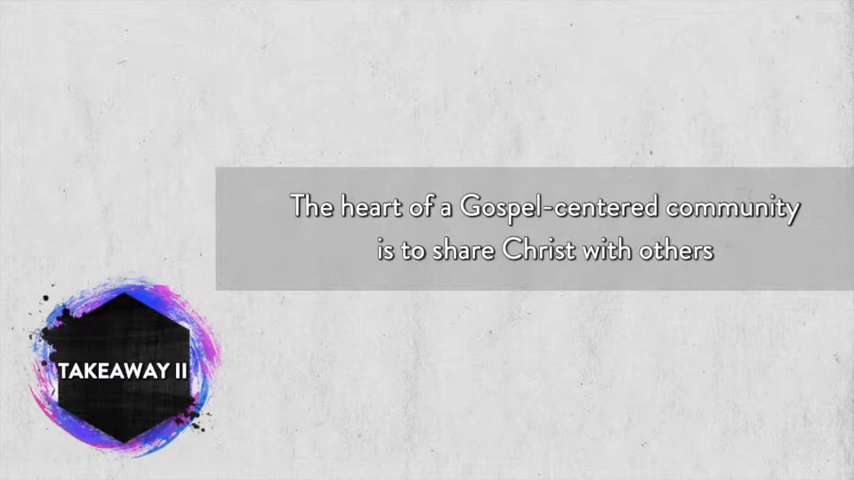 The heart of a Gospel-centered community
is to share Christ with others
TAKEAWAY II